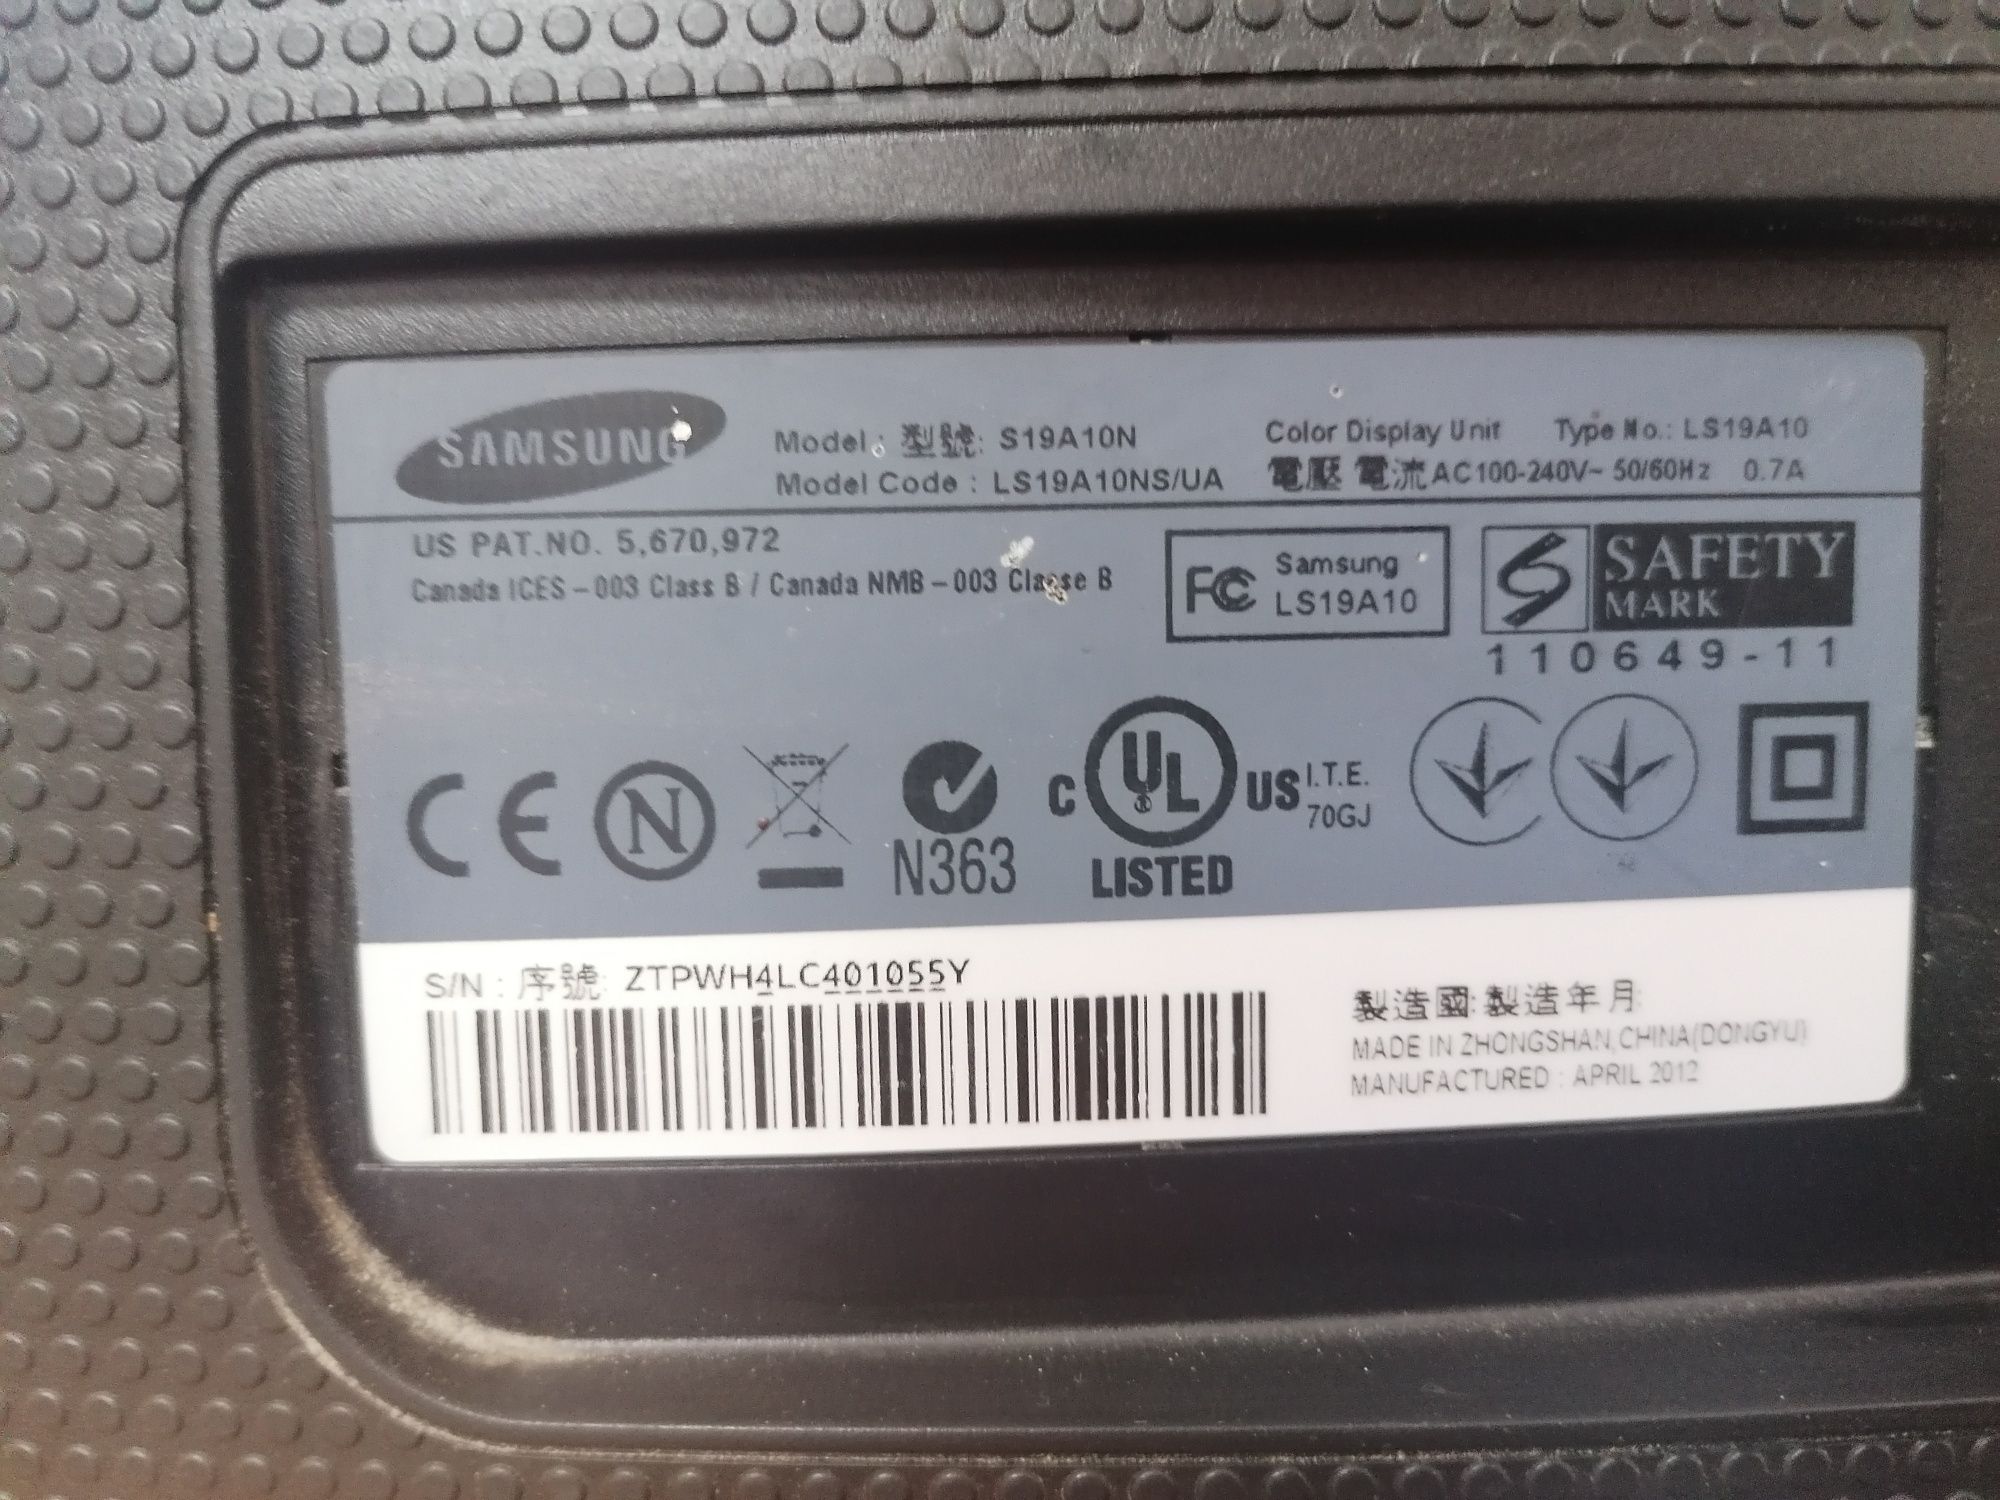 SAMSUNG
Model: 型號: S19A10N
Model Code : LS19A10NS/UA
Color Display Unit Type No.: LS19A10
電壓 電流 AC100-240V~ 50/60Hz 0.7A
US PAT.NO. 5,670,972
Canada ICES-003 Class B / Canada NMB-003 Classe B
FC Samsung
LS19A10
SAFETY
MARK
110649-11
CE
N
N363
C UL US
LISTED
I.T.E.
70GJ
S/N : 序號: ZTPWH4LC401055Y
製造國: 製造年月:
MADE IN ZHONGSHAN,CHINA(DONGYU)
MANUFACTURED : APRIL 2012